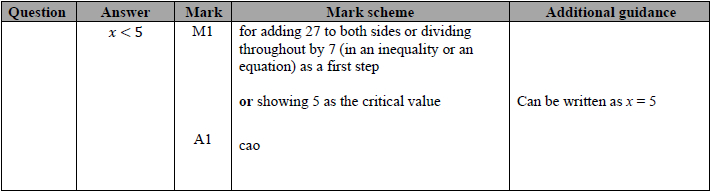 Question Answer Mark Mark scheme Additional guidance
x < 5 M1 for adding 27 to both sides or dividing
throughout by 7 (in an inequality or an
equation) as a first step
or showing 5 as the critical value Can be written as x = 5
A1 cao